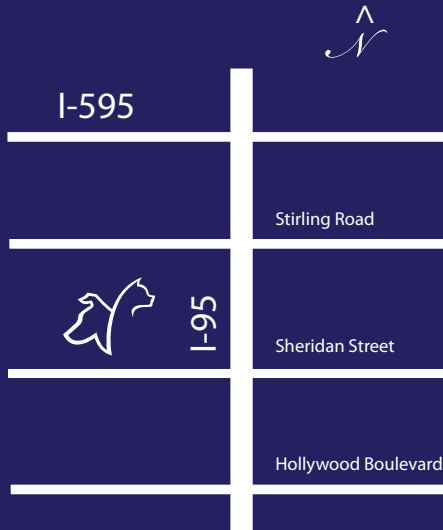 N
I-595
Stirling Road
I-95
Sheridan Street
Hollywood Boulevard